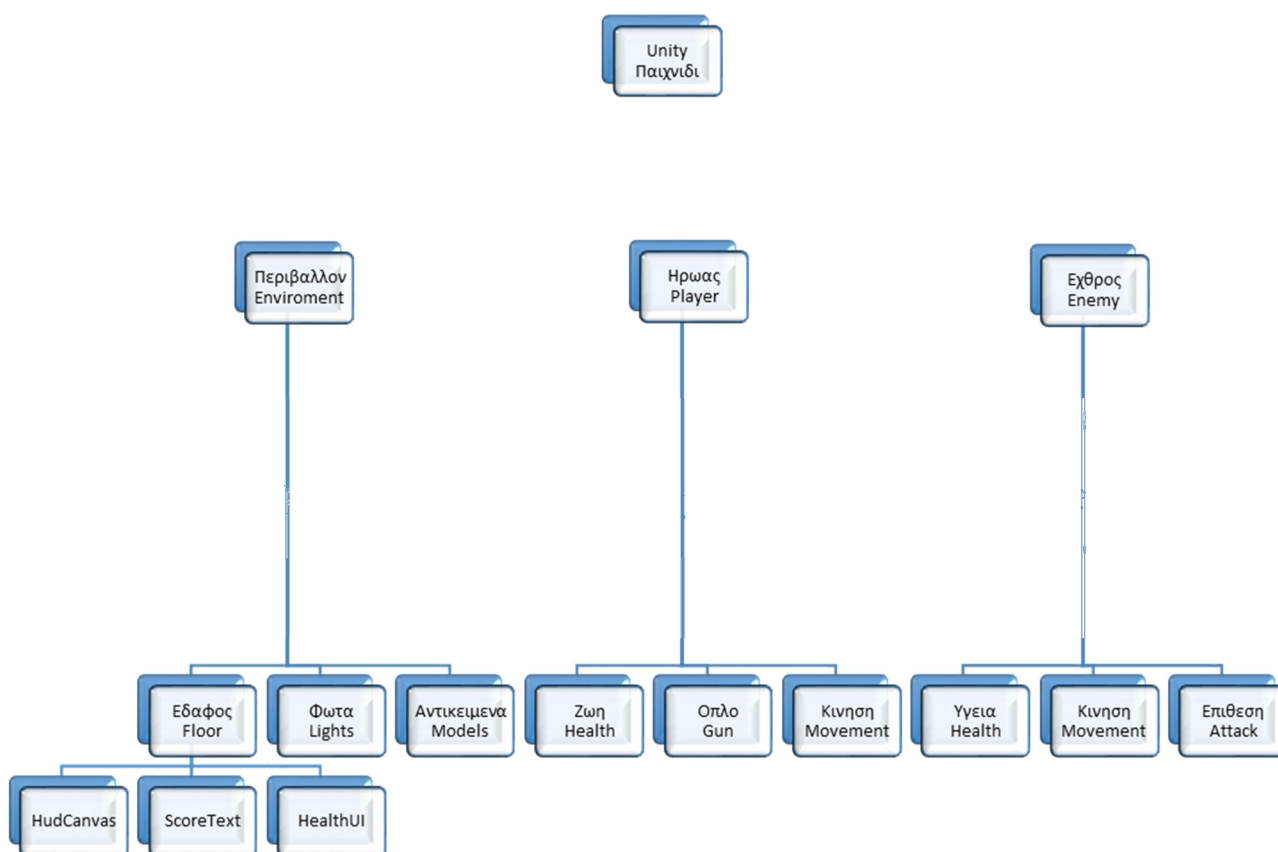 Unity
Παιχνιδι
Περιβαλλον
Enviroment
Ηρωας
Player
Εχθρος
Enemy
Εδαφος
Floor
Φωτα
Lights
Αντικειμενα
Models
Ζωη
Health
Οπλο
Gun
Κινηση
Movement
Υγεια
Health
Κινηση
Movement
Επιθεση
Attack
HudCanvas
ScoreText
HealthUI